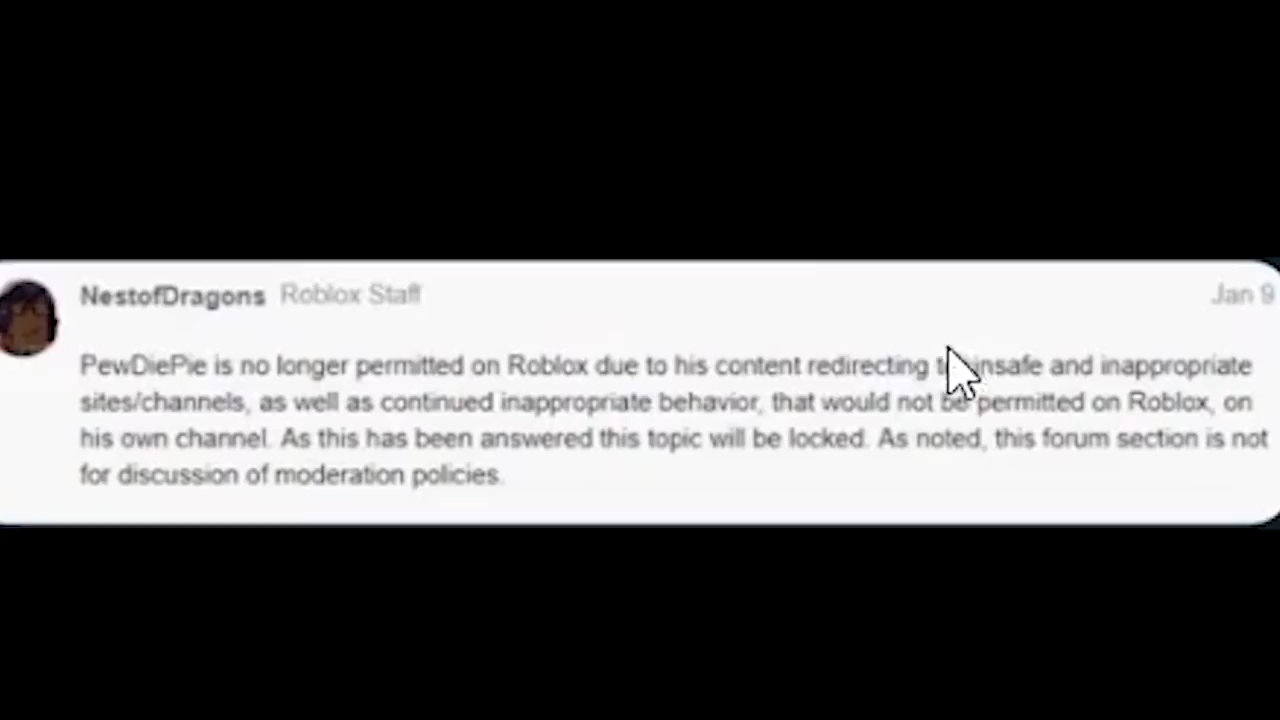 NestofDragons Roblox Staff Jan 9
PewDiePie is no longer permitted on Roblox due to his content redirecting and inappropriate
sites/channels, as well as continued inappropriate behavior, that would not be permitted on Roblox, on
his own channel. As this has been answered this topic will be locked. As noted, this forum section is not
for discussion of moderation policies.